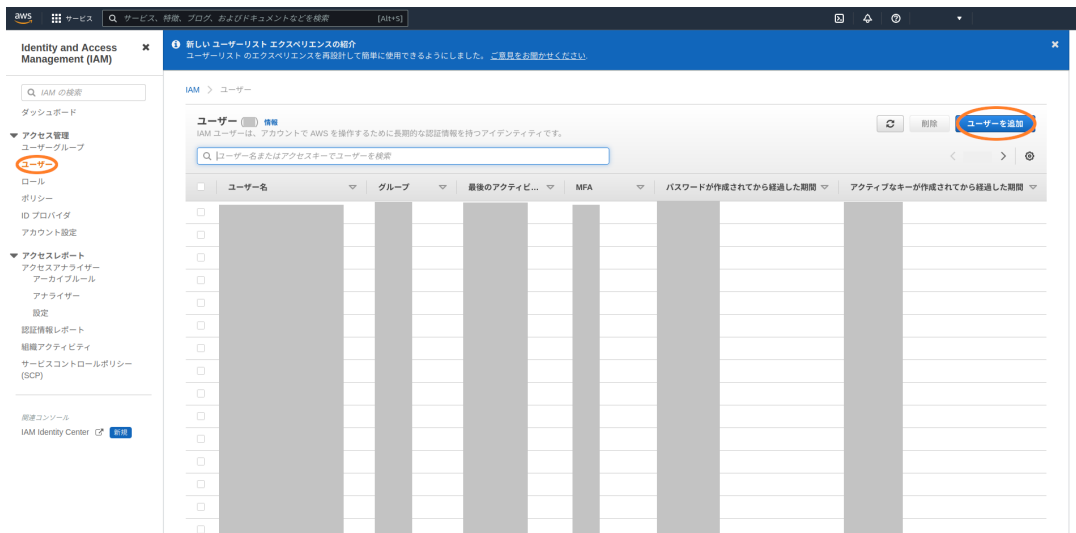 aws サービス サービス、特徴、ブログ、およびドキュメントなどを検索 [Alt+S]
Identity and Access Management (IAM)
IAM の検索
ダッシュボード
アクセス管理
ユーザーグループ
ユーザー
ロール
ポリシー
ID プロバイダ
アカウント設定
アクセスレポート
アクセスアナライザー
アーカイブルール
アナライザー
設定
認証情報レポート
組織アクティビティ
サービスコントロールポリシー
(SCP)
関連コンソール
IAM Identity Center 新規
新しい ユーザーリスト エクスペリエンスの紹介
ユーザーリスト のエクスペリエンスを再設計して簡単に使用できるようにしました。 ご意見をお聞かせください.
IAM > ユーザー
ユーザー ( ) 情報
IAM ユーザーは、アカウントで AWS を操作するために長期的な認証情報を持つアイデンティティです。
削除 ユーザーを追加
ユーザー名またはアクセスキーでユーザーを検索
ユーザー名 グループ 最後のアクティビ... MFA パスワードが作成されてから経過した期間 アクティブなキーが作成されてから経過した期間